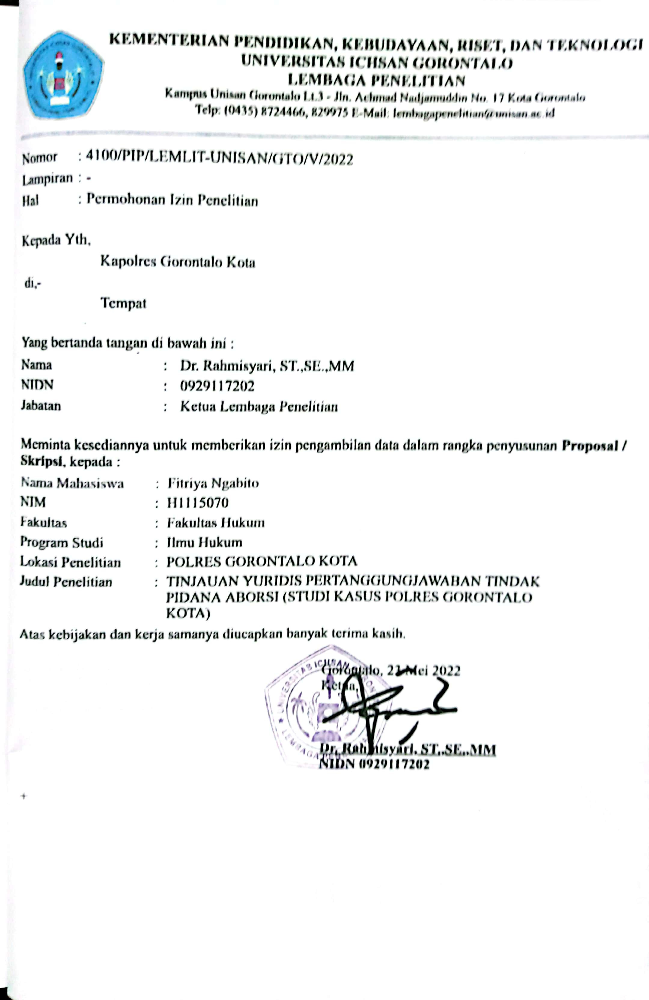 KEMENTERIAN PENDIDIKAN, KEBUDAYAAN, RISET, DAN TEKNOLOGI
UNIVERSITAS ICHSAN GORONTALO
LEMBAGA PENELITIAN
Kampus Unisan Gorontalo Lt.3 - Jln. Achmad Nadjamuddin No. 17 Kota Gorontalo
Telp: (0435) 8724466, 829975 E-Mail: lembagapenelitian@unisan.ac.id
Nomor : 4100/PIP/LEMLIT-UNISAN/GTO/V/2022
Lampiran : -
Hal : Permohonan Izin Penelitian
Kepada Yth,
Kapolres Gorontalo Kota
di,-
Tempat
Yang bertanda tangan di bawah ini :
Nama : Dr. Rahmisyari, ST.,SE.,MM
NIDN : 0929117202
Jabatan : Ketua Lembaga Penelitian
Meminta kesediannya untuk memberikan izin pengambilan data dalam rangka penyusunan Proposal /
Skripsi, kepada :
Nama Mahasiswa : Fitriya Ngabito
NIM : H1115070
Fakultas : Fakultas Hukum
Program Studi : Ilmu Hukum
Lokasi Penelitian : POLRES GORONTALO KOTA
Judul Penelitian : TINJAUAN YURIDIS PERTANGGUNGJAWABAN TINDAK
PIDANA ABORSI (STUDI KASUS POLRES GORONTALO
KOTA)
Atas kebijakan dan kerja samanya diucapkan banyak terima kasih.
Gorontalo, Mei 2022
Ketua,
Dr. Rahmisyari, ST.,SE.,MM
NIDN 0929117202